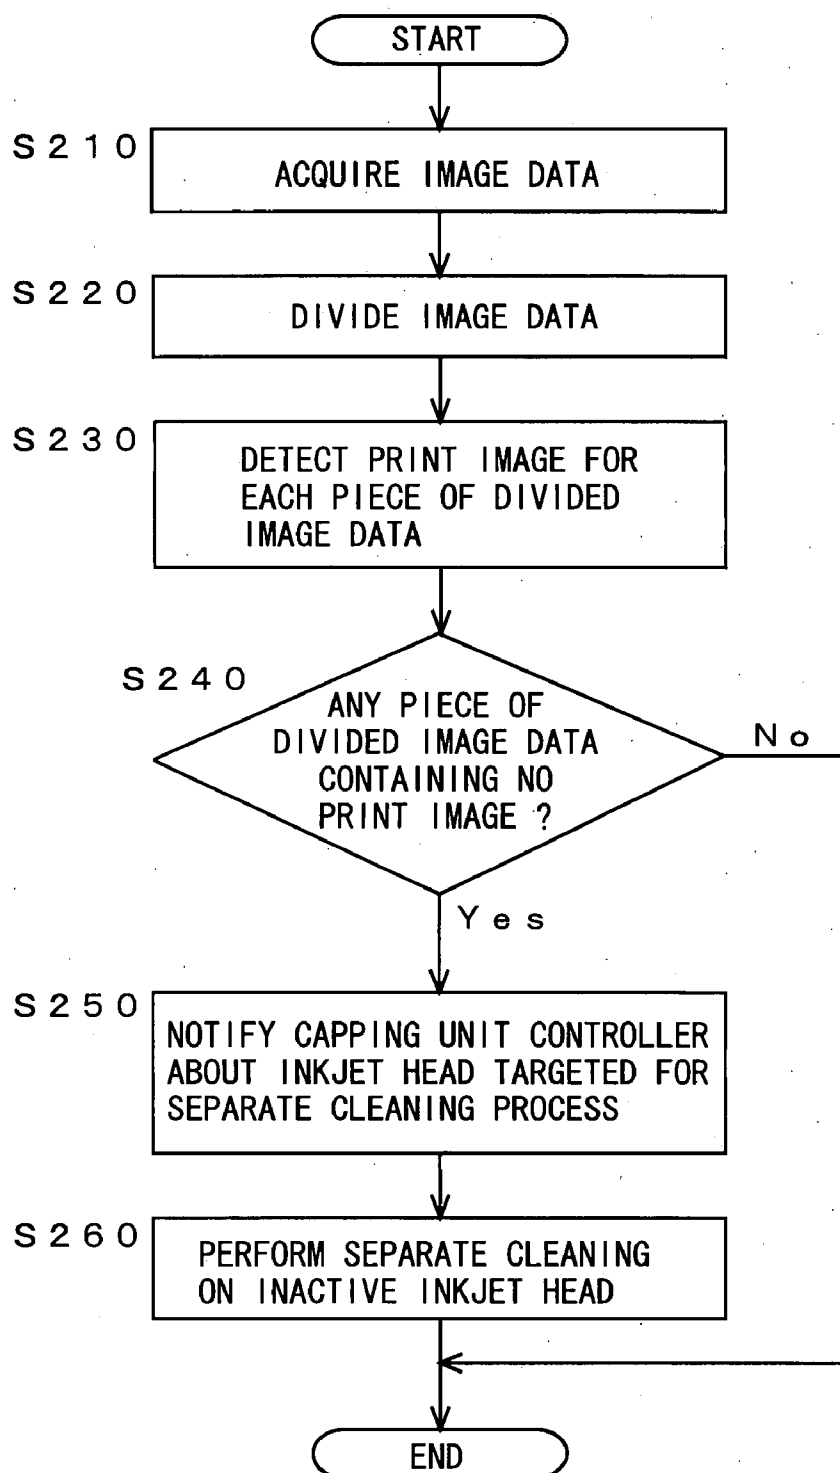 START
S210
ACQUIRE IMAGE DATA
S220
DIVIDE IMAGE DATA
S230
DETECT PRINT IMAGE FOR
EACH PIECE OF DIVIDED
IMAGE DATA
S240
ANY PIECE OF
DIVIDED IMAGE DATA
CONTAINING NO
PRINT IMAGE ?
No
Yes
S250
NOTIFY CAPPING UNIT CONTROLLER
ABOUT INKJET HEAD TARGETED FOR
SEPARATE CLEANING PROCESS
S260
PERFORM SEPARATE CLEANING
ON INACTIVE INKJET HEAD
END